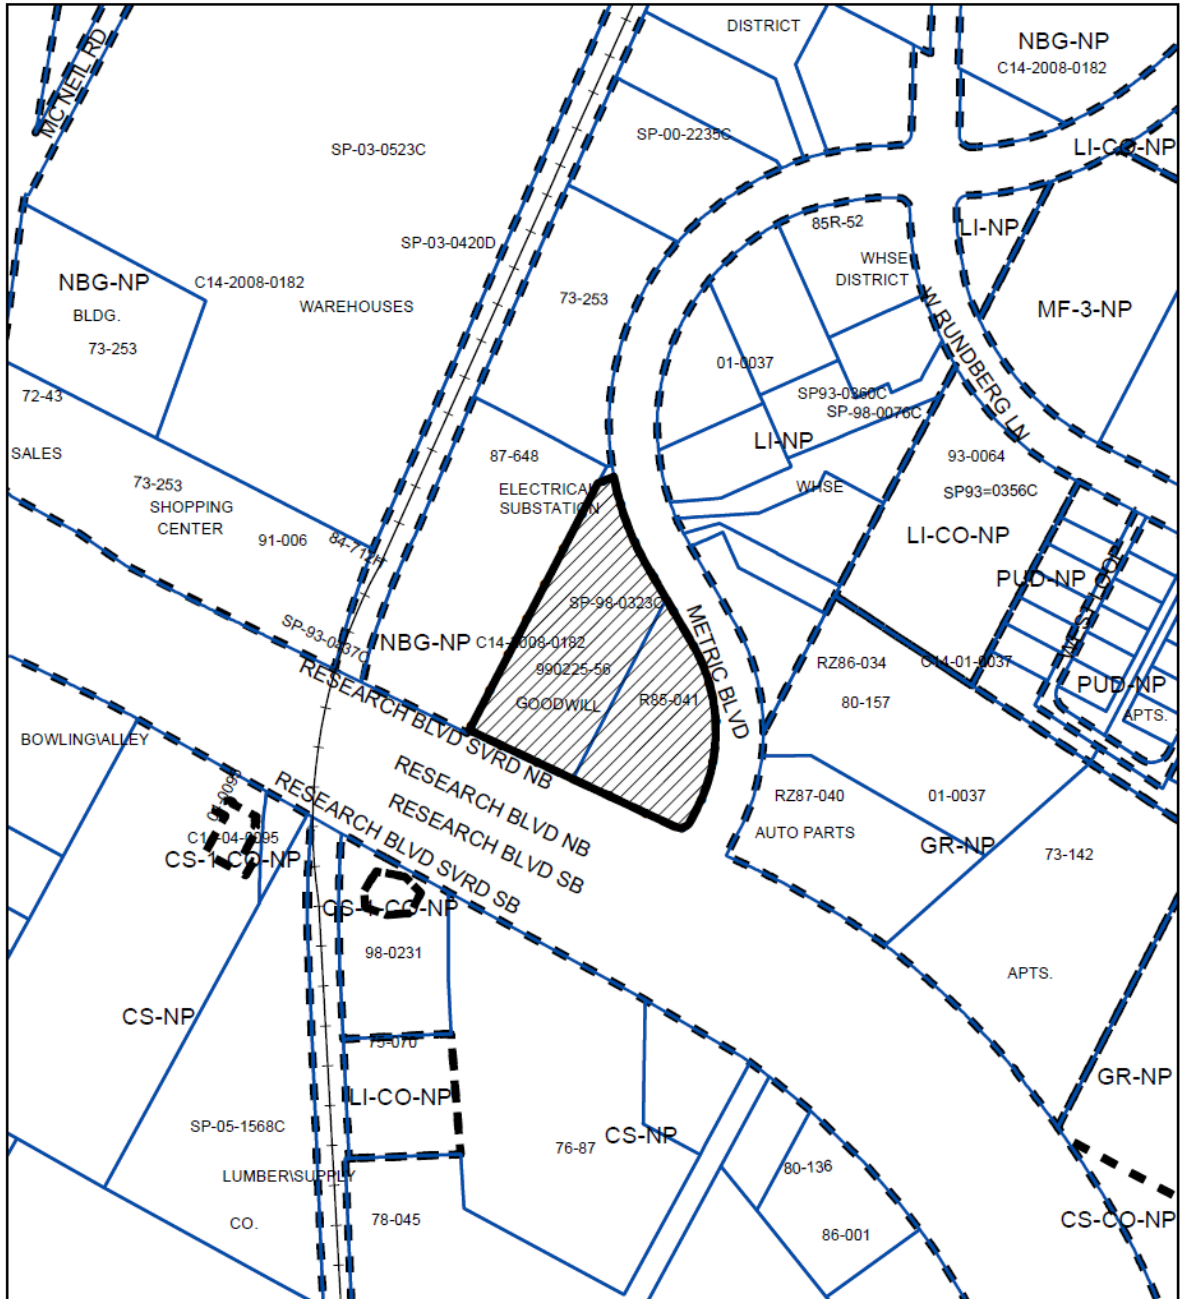 DISTRICT
NBG-NP
C14-2008-0182
MC NEIL RD
SP-00-2235C
SP-03-0523C
LI-CO-NP
85R-52
LI-NP
SP-03-0420D
WHSE
DISTRICT
NBG-NP
C14-2008-0182
WAREHOUSES
73-253
MF-3-NP
BLDG.
73-253
W RUNDBERG LN
01-0037
72-43
SP93-0360C
SP-98-0076C
LI-NP
SALES
87-648
93-0064
73-253
SHOPPING
CENTER
ELECTRICAL
SUBSTATION
WHSE
SP93=0356C
91-006
84-712H
LI-CO-NP
PUD-NP
WEST LOOP
SP-98-0323C
METRIC BLVD
SP-93-0237C
NBG-NP
C14-2008-0182
990225-56
GOODWILL
R85-041
RZ86-034
C14-01-0037
80-157
PUD-NP
APTS.
RESEARCH BLVD SVRD NB
RESEARCH BLVD NB
RESEARCH BLVD SB
RESEARCH BLVD SVRD SB
BOWLING\ALLEY
C14-04-0095
CS-1-CO-NP
RZ87-040
01-0037
AUTO PARTS
GR-NP
73-142
CS-1-CO-NP
98-0231
APTS.
CS-NP
75-070
LI-CO-NP
GR-NP
SP-05-1568C
76-87
CS-NP
LUMBER\SUPPLY
CO.
80-136
78-045
86-001
CS-CO-NP